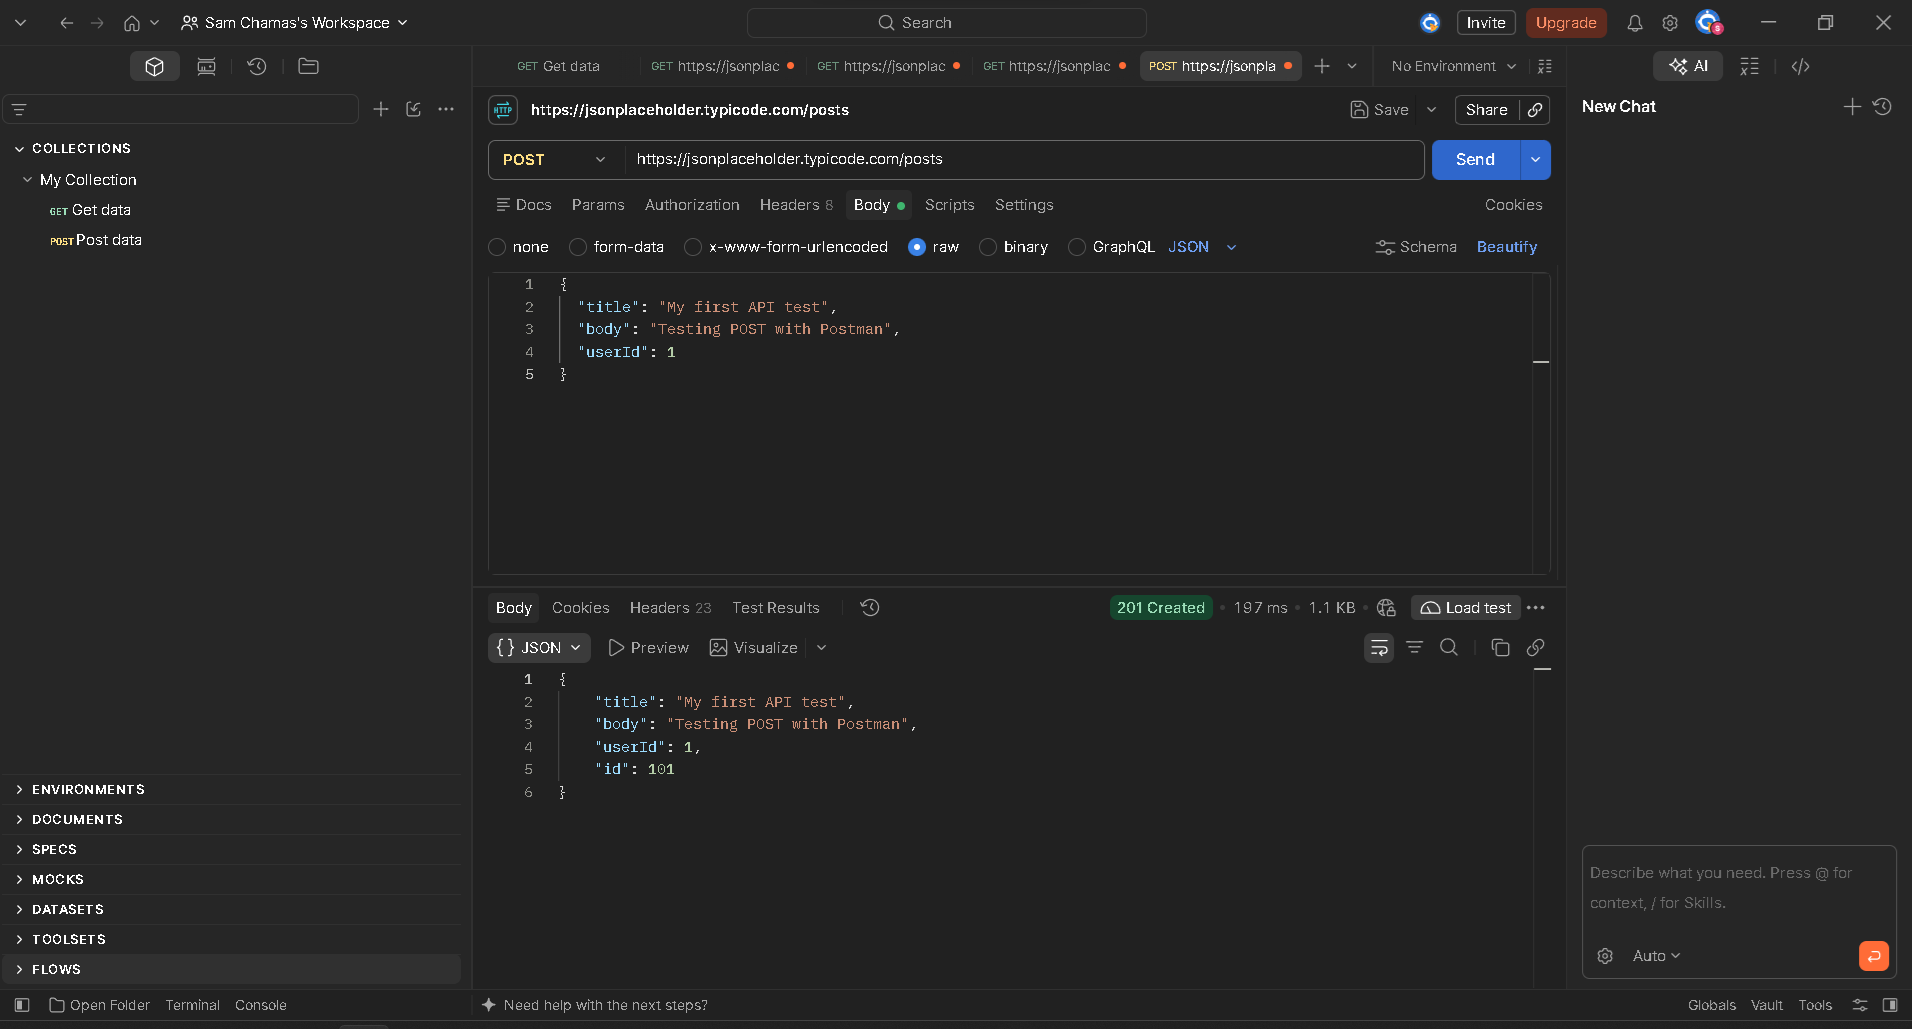 Sam Chamas's Workspace
Search
Invite
Upgrade
AI
GET Get data
GET https://jsonplac
GET https://jsonplac
GET https://jsonplac
POST https://jsonpla
No Environment
HTTP https://jsonplaceholder.typicode.com/posts
Save
Share
New Chat
COLLECTIONS
My Collection
GET Get data
POST Post data
POST https://jsonplaceholder.typicode.com/posts
Send
Docs Params Authorization Headers 8 Body Scripts Settings Cookies
none form-data x-www-form-urlencoded raw binary GraphQL JSON Schema Beautify
1 {
2 "title": "My first API test",
3 "body": "Testing POST with Postman",
4 "userId": 1
5 }
Body Cookies Headers 23 Test Results 201 Created 197 ms 1.1 KB Load test
{} JSON Preview Visualize
1 {
2 "title": "My first API test",
3 "body": "Testing POST with Postman",
4 "userId": 1,
5 "id": 101
6 }
ENVIRONMENTS
DOCUMENTS
SPECS
MOCKS
DATASETS
TOOLSETS
FLOWS
Describe what you need. Press @ for
context, / for Skills.
Auto
Open Folder Terminal Console
Need help with the next steps?
Globals Vault Tools